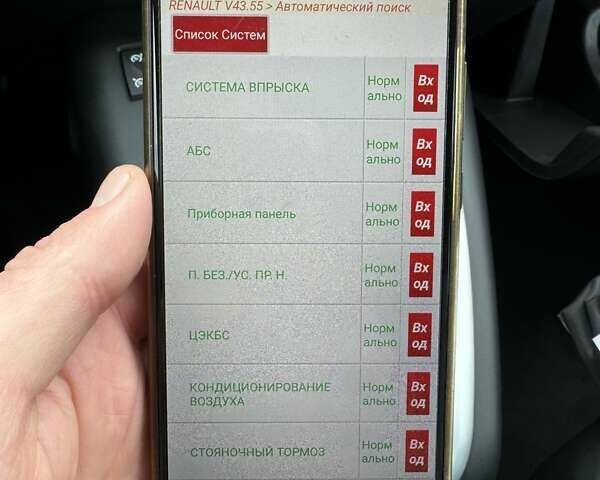 RENAULT V43.55 > Автоматический поиск
Список Систем
СИСТЕМА ВПРЫСКА
Норм
ально
Вх
од
АБС
Норм
ально
Вх
од
Приборная панель
Норм
ально
Вх
од
П. БЕЗ./УС. ПР. Н.
Норм
ально
Вх
од
ЦЭКБС
Норм
ально
Вх
од
КОНДИЦИОНИРОВАНИЕ
ВОЗДУХА
Норм
ально
Вх
од
СТОЯНОЧНЫЙ ТОРМОЗ
Норм
ально
Вх
од